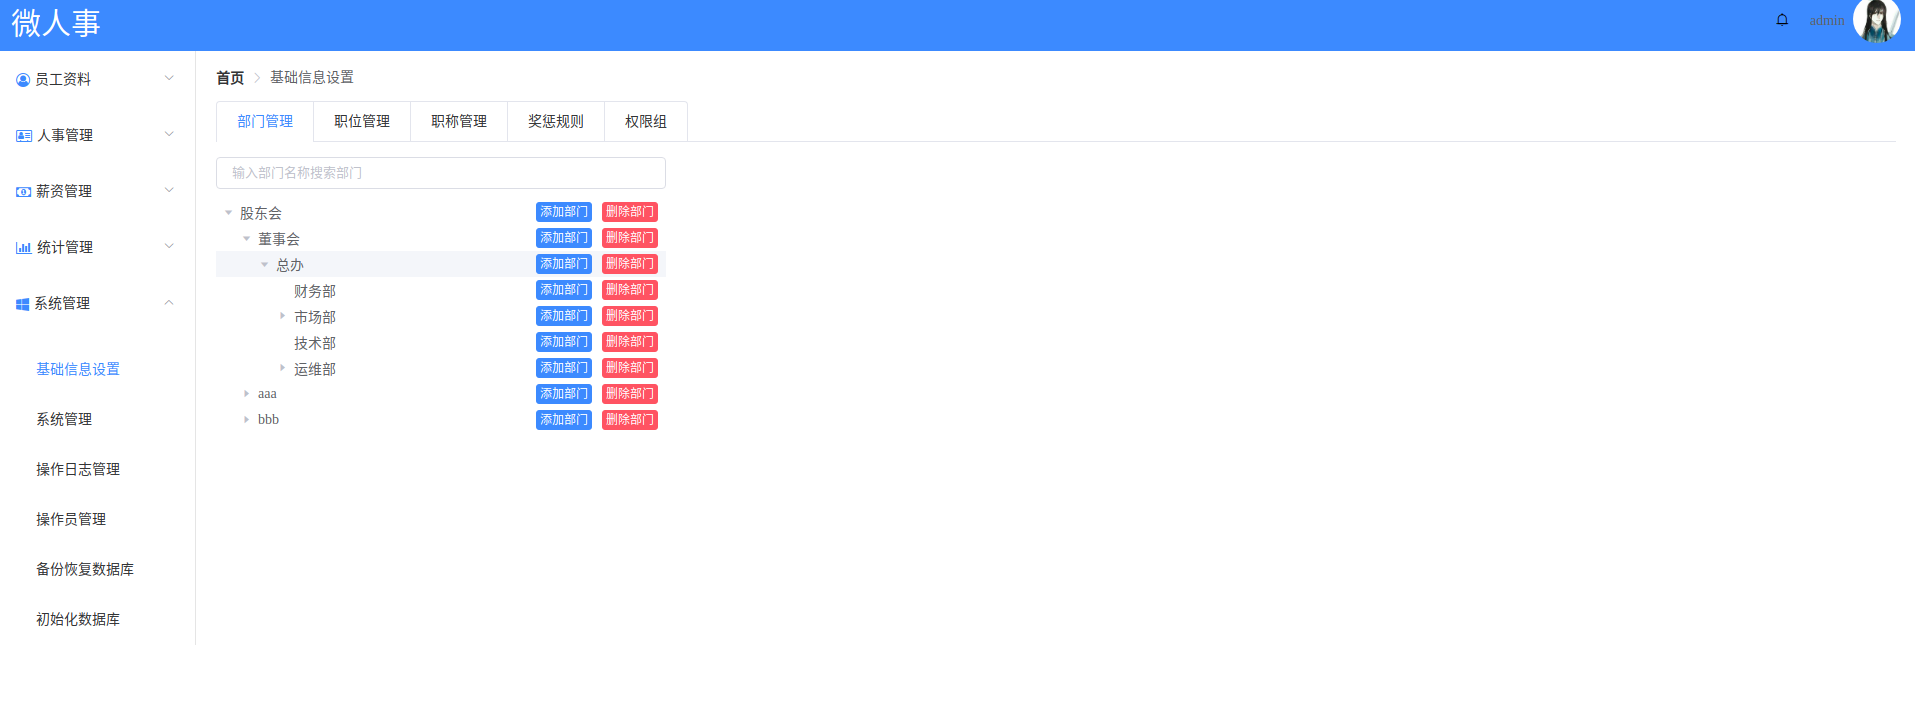 微人事
admin
员工资料
人事管理
薪资管理
统计管理
系统管理
基础信息设置
系统管理
操作日志管理
操作员管理
备份恢复数据库
初始化数据库
首页 基础信息设置
部门管理 职位管理 职称管理 奖惩规则 权限组
输入部门名称搜索部门
股东会 添加部门 删除部门
董事会 添加部门 删除部门
总办 添加部门 删除部门
财务部 添加部门 删除部门
市场部 添加部门 删除部门
技术部 添加部门 删除部门
运维部 添加部门 删除部门
aaa 添加部门 删除部门
bbb 添加部门 删除部门